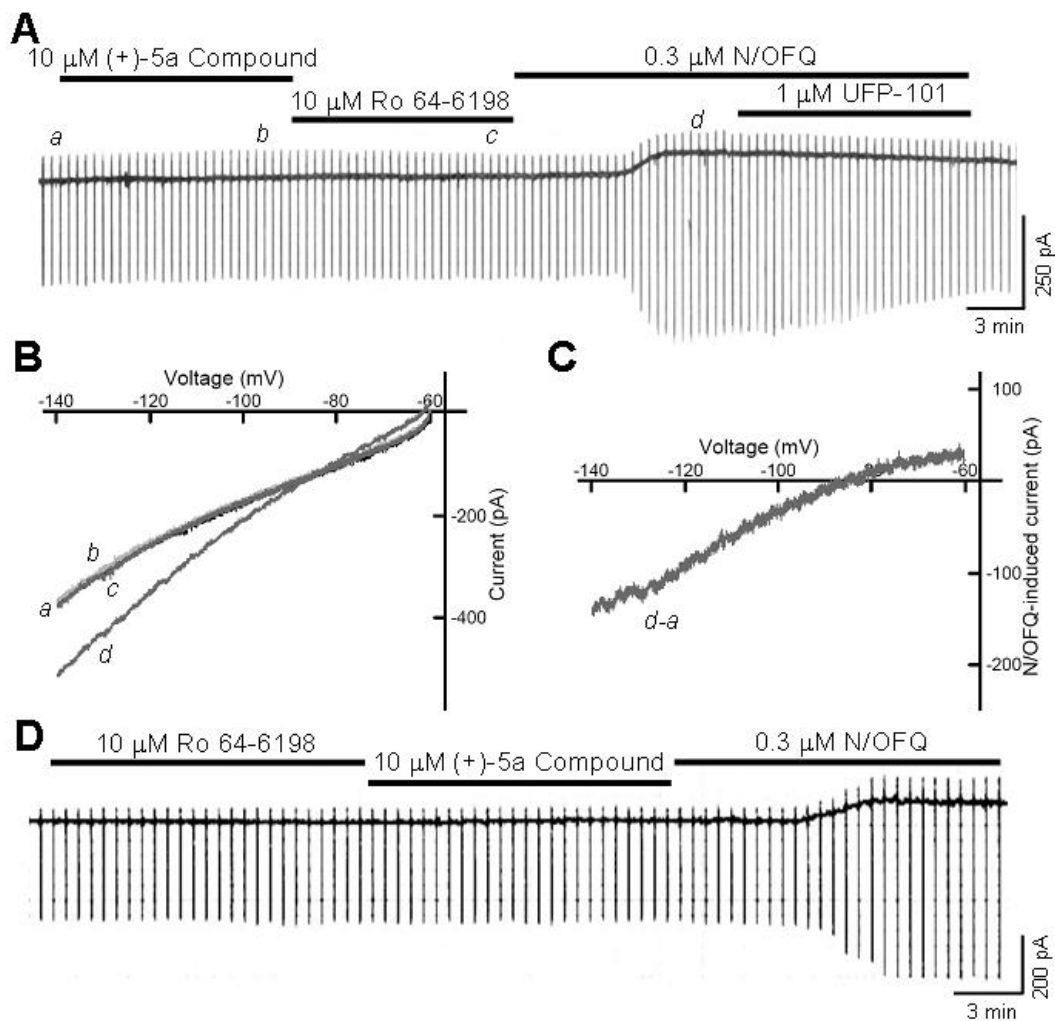 A
10 μM (+)-5a Compound
0.3 μM N/OFQ
10 μM Ro 64-6198
1 μM UFP-101
a
b
c
d
250 pA
3 min
B
Voltage (mV)
-140 -120 -100 -80 -60
-200
-400
Current (pA)
b
a
c
d
C
Voltage (mV)
-140 -120 -100 -80 -60
100
-100
-200
N/OFQ-induced current (pA)
d-a
D
10 μM Ro 64-6198
0.3 μM N/OFQ
10 μM (+)-5a Compound
200 pA
3 min